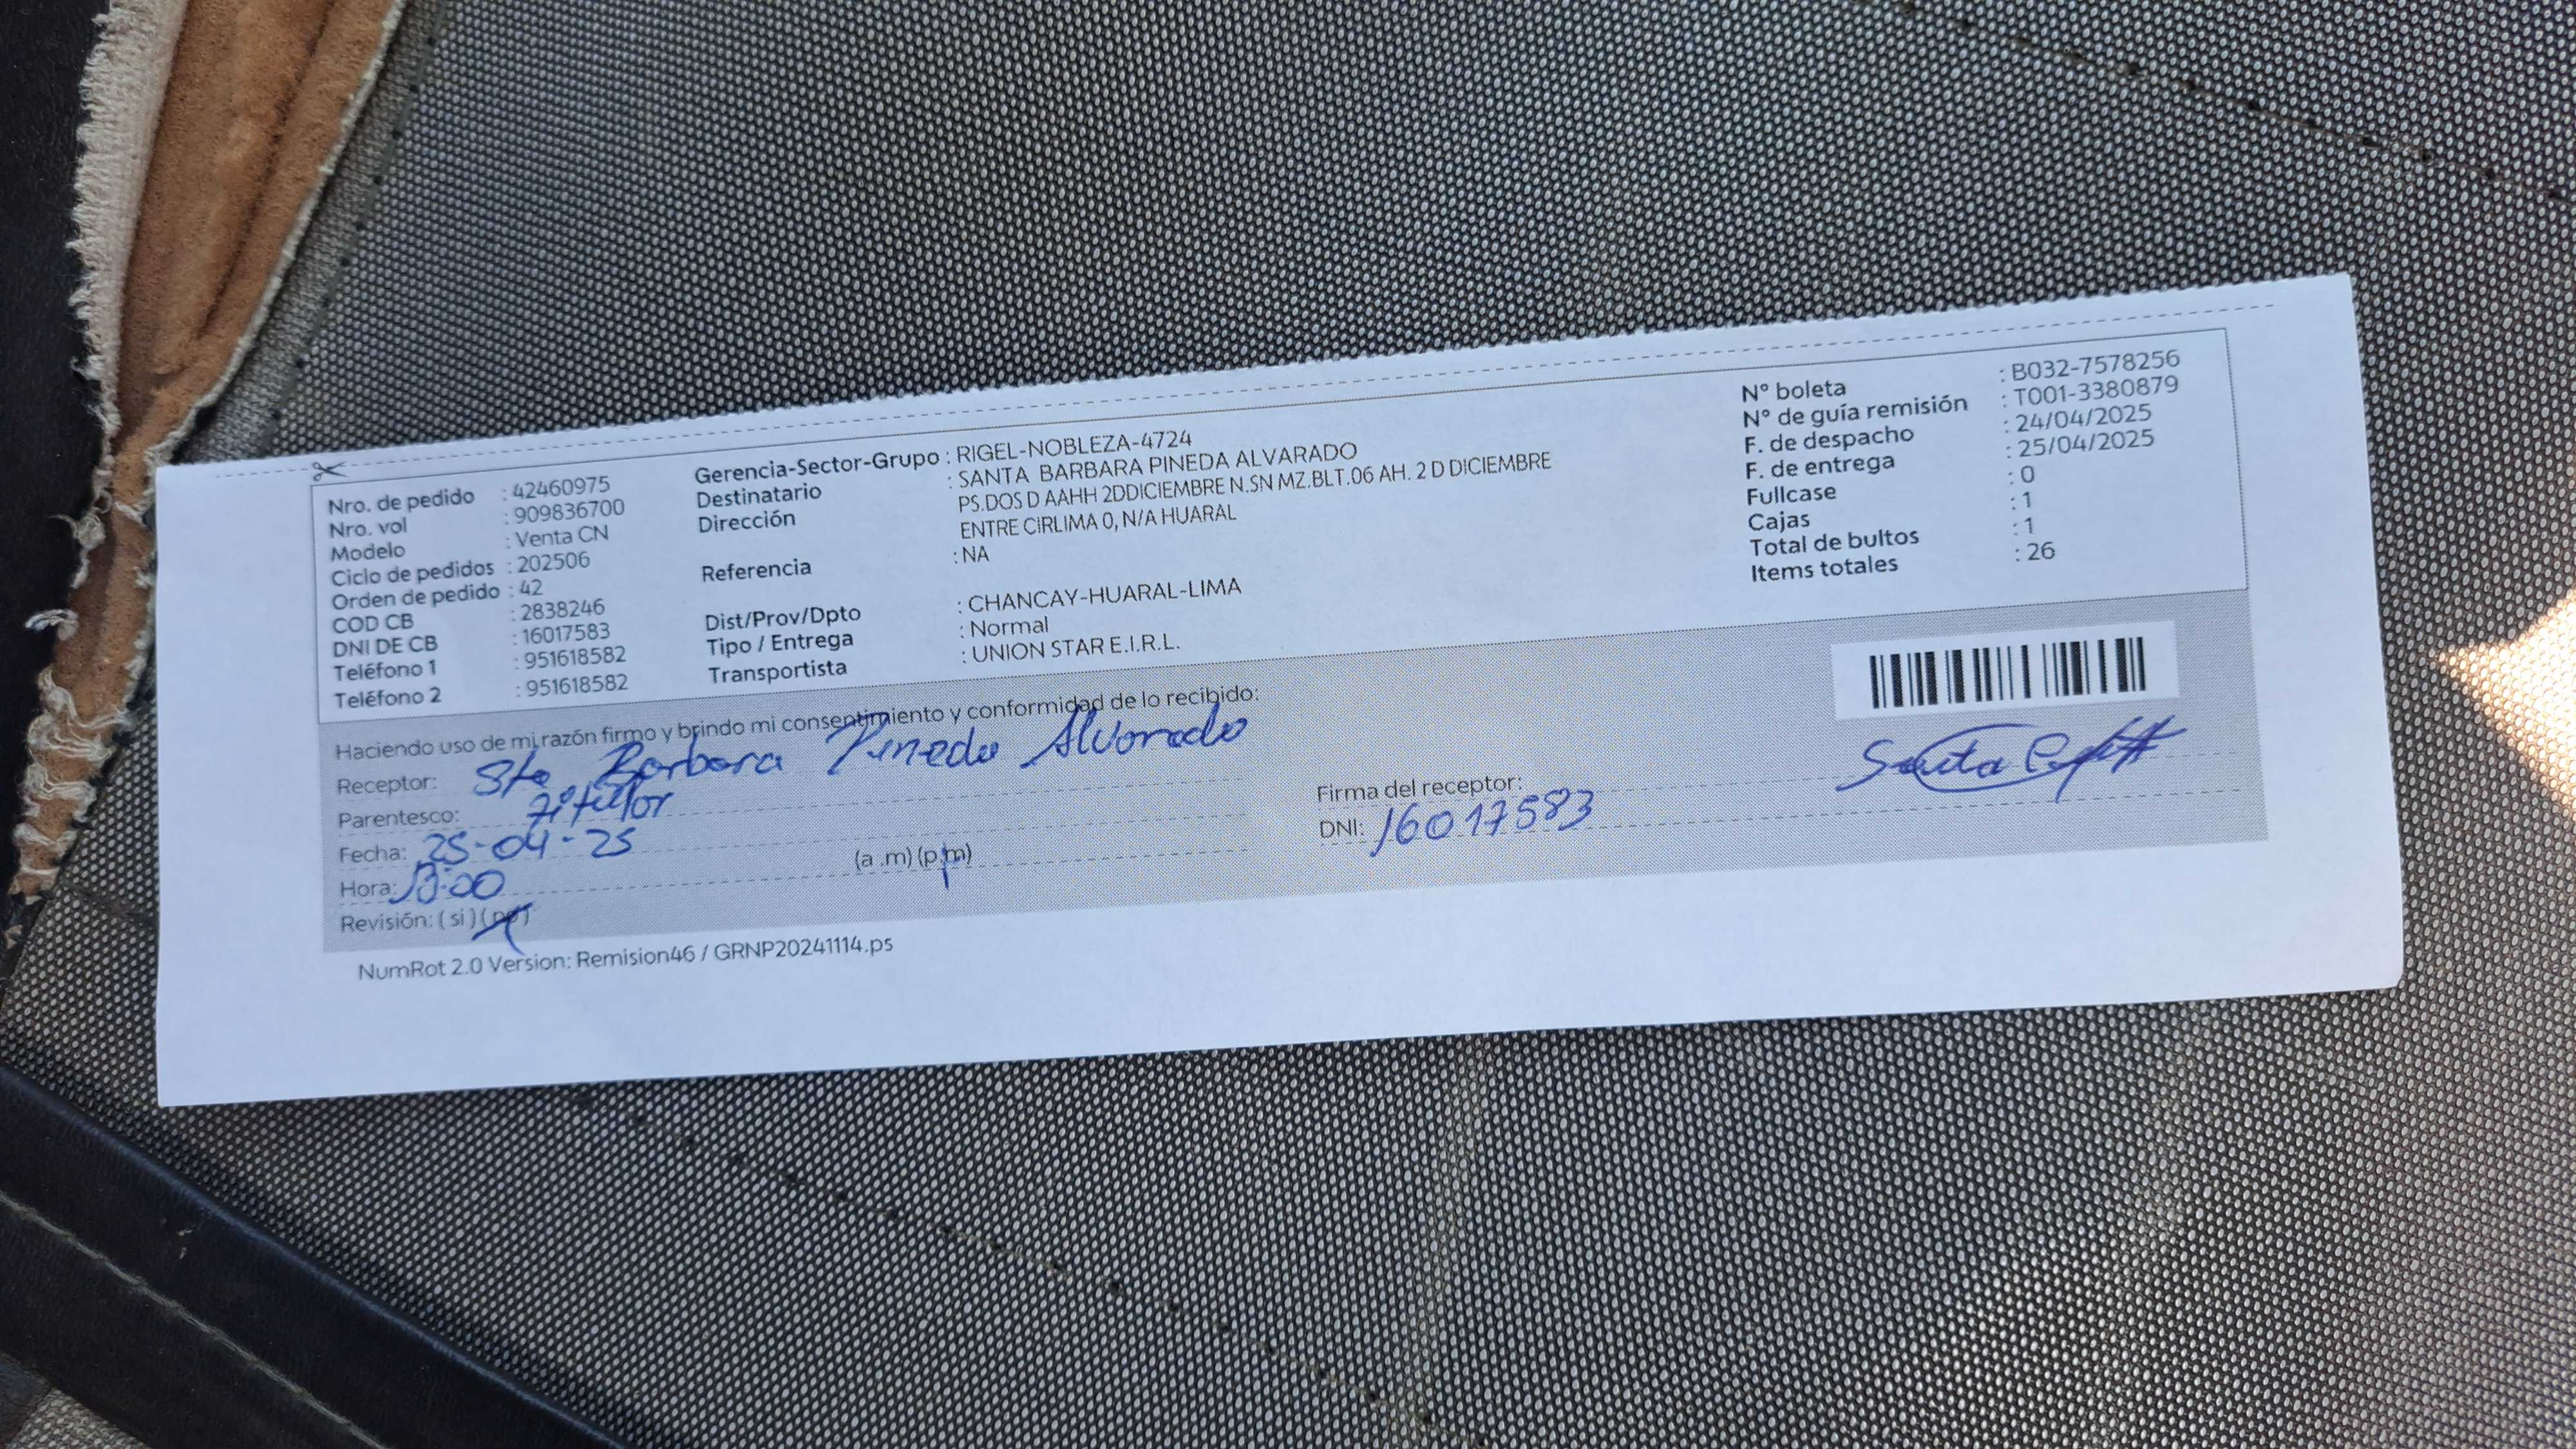 Nro. de pedido : 42460975
Nro. vol : 909836700
Modelo : Venta CN
Ciclo de pedidos : 202506
Orden de pedido : 42
COD CB : 2838246
DNI DE CB : 16017583
Teléfono 1 : 951618582
Teléfono 2 : 951618582
Gerencia-Sector-Grupo : RIGEL-NOBLEZA-4724
Destinatario : SANTA BARBARA PINEDA ALVARADO
Dirección PS.DOS D AAHH 2DDICIEMBRE N.SN MZ.BLT.06 AH. 2 D DICIEMBRE
ENTRE CIRLIMA 0, N/A HUARAL
Referencia : NA
Dist/Prov/Dpto : CHANCAY-HUARAL-LIMA
Tipo / Entrega : Normal
Transportista : UNION STAR E.I.R.L.
N° boleta : B032-7578256
N° de guía remisión : T001-3380879
F. de despacho : 24/04/2025
F. de entrega : 25/04/2025
Fullcase : 0
Cajas : 1
Total de bultos : 1
Items totales : 26
Haciendo uso de mi razón firmo y brindo mi consentimiento y conformidad de lo recibido:
Receptor: Sta Barbara Pineda Alvarado
Parentesco: Titular
Fecha: 25-04-25
Hora: 13:00 (a .m) (p.m)
Revisión: ( si ) (no)
Firma del receptor: Santa
DNI: 16017583
NumRot 2.0 Version: Remision46 / GRNP20241114.ps